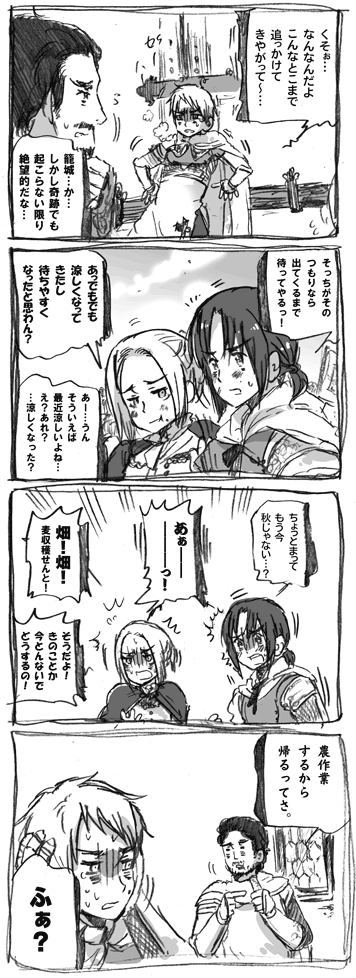 くそぉ…
なんなんだよ
こんなとこまで
追っかけて
きやがって～…
籠城…か…
しかし奇跡でも
起こらない限り
絶望的だな…
そっちがその
つもりなら
出てくるまで
待ってやるっ！
あっでもでも
涼しくなって
きたし
待ちやすく
なったと思わん？
あー…うん
そういえば
最近涼しいよね…
え？あれ？
…涼しくなった？
ちょっとまって
もう今
秋じゃない…？
あぁ
ーーーっ！
畑！畑！
麦収穫せんと！
そうだよ！
きのことか
今とんないで
どうするの！
農作業
するから
帰るってさ。
ふぁ？